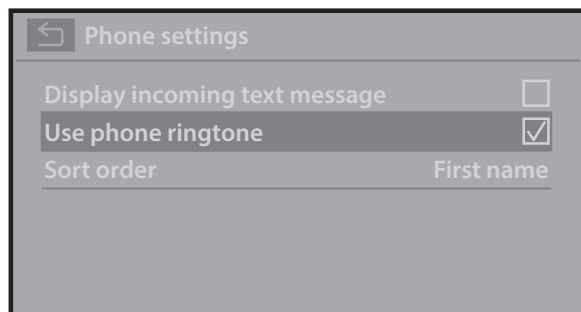 Phone settings
Display incoming text message
Use phone ringtone
Sort order First name